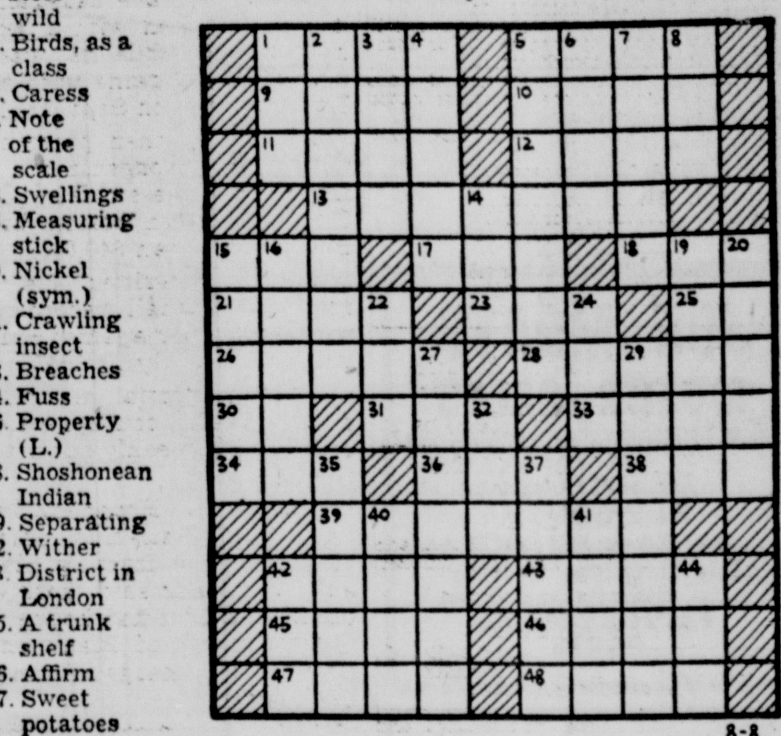 wild
. Birds, as a
class
. Caress
. Note
of the
scale
. Swellings
. Measuring
stick
. Nickel
(sym.)
. Crawling
insect
. Breaches
. Fuss
. Property
(L.)
. Shoshonean
Indian
. Separating
2. Wither
. District in
London
5. A trunk
shelf
6. Affirm
7. Sweet
potatoes
1 2 3 4 5 6 7 8
9 10
11 12
13 14
15 16 17 18 19 20
21 22 23 24 25
26 27 28 29
30 31 32 33
34 35 36 37 38
39 40 41
42 43 44
45 46
47 48
8-8